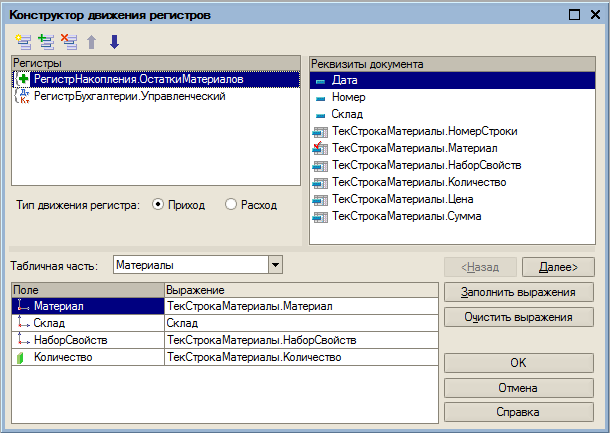 Конструктор движения регистров
Регистры
РегистрНакопления.ОстаткиМатериалов
РегистрБухгалтерии.Управленческий
Тип движения регистра: Приход Расход
Реквизиты документа
Дата
Номер
Склад
ТекСтрокаМатериалы.НомерСтроки
ТекСтрокаМатериалы.Материал
ТекСтрокаМатериалы.НаборСвойств
ТекСтрокаМатериалы.Количество
ТекСтрокаМатериалы.Цена
ТекСтрокаМатериалы.Сумма
Табличная часть: Материалы
<Назад Далее>
Поле Выражение
Материал ТекСтрокаМатериалы.Материал
Склад Склад
НаборСвойств ТекСтрокаМатериалы.НаборСвойств
Количество ТекСтрокаМатериалы.Количество
Заполнить выражения
Очистить выражения
OK
Отмена
Справка